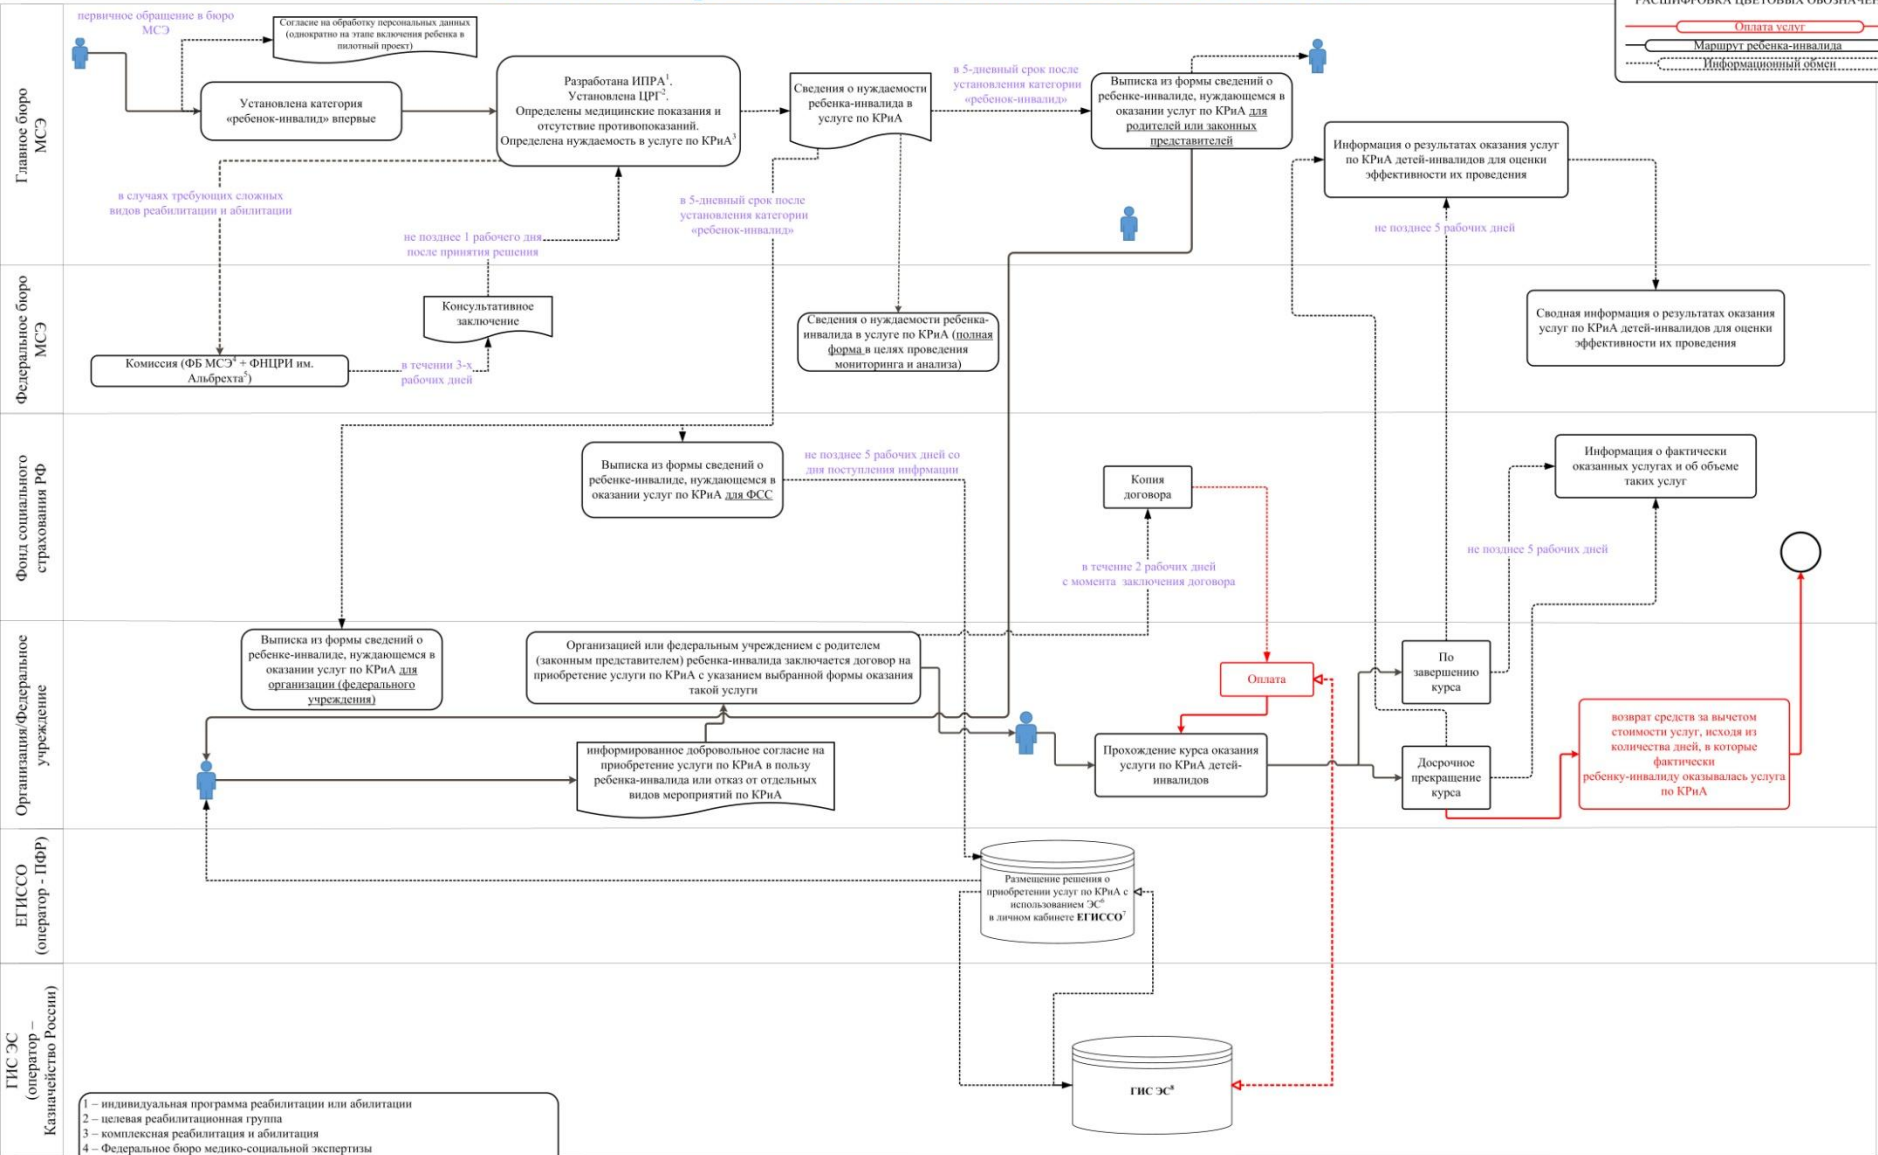 РАСШИФРОВКА ЦВЕТОВЫХ ОБОЗНАЧЕН
Оплата услуг
Маршрут ребенка-инвалида
Информационный обмен
Главное бюро
МСЭ
первичное обращение в бюро
МСЭ
Согласие на обработку персональных данных
(однократно на этапе включения ребенка в
пилотный проект)
Установлена категория
«ребенок-инвалид» впервые
Разработана ИПРА1.
Установлена ЦРГ2.
Определены медицинские показания и
отсутствие противопоказаний.
Определена нуждаемость в услуге по КРиА3
Сведения о нуждаемости
ребенка-инвалида в
услуге по КРиА
в 5-дневный срок после
установления категории
«ребенок-инвалид»
Выписки из формы сведений о
ребенке-инвалиде, нуждающемся в
оказании услуг по КРиА для
родителей или законных
представителей
Информация о результатах оказания услуг
по КРиА детей-инвалидов для оценки
эффективности их проведения
в случаях требующих сложных
видов реабилитации и абилитации
не позднее 1 рабочего дня
после принятия решения
в 5-дневный срок после
установления категории
«ребенок-инвалид»
не позднее 5 рабочих дней
Федеральное бюро
МСЭ
Консультативное
заключение
Комиссия (ФБ МСЭ4 + ФНЦРИ им.
Альбрехта5)
в течении 3-х
рабочих дней
Сведения о нуждаемости ребенка-
инвалида в услуге по КРиА (полная
форма в целях проведения
мониторинга и анализа)
Сводная информация о результатах оказания
услуг по КРиА детей-инвалидов для оценки
эффективности их проведения
Фонд социального
страхования РФ
Выписка из формы сведений о
ребенке-инвалиде, нуждающемся в
оказании услуг по КРиА для ФСС
не позднее 5 рабочих дней со
дня поступления инфрмации
Копия
договора
в течение 2 рабочих дней
с момента заключения договора
Информация о фактически
оказанных услугах и об объеме
таких услуг
не позднее 5 рабочих дней
Организация/Федеральное
учреждение
Выписка из формы сведений о
ребенке-инвалиде, нуждающемся в
оказании услуг по КРиА для
организации (федерального
учреждения)
Организацией или федеральным учреждением с родителем
(законным представителем) ребенка-инвалида заключается договор на
приобретение услуги по КРиА с указанием выбранной формы оказания
такой услуги
информированное добровольное согласие на
приобретение услуги по КРиА в пользу
ребенка-инвалида или отказ от отдельных
видов мероприятий по КРиА
Оплата
Прохождение курса оказания
услуги по КРиА детей-
инвалидов
По
завершению
курса
Досрочное
прекращение
курса
возврат средств за вычетом
стоимости услуг, исходя из
количества дней, в которые
фактически
ребенку-инвалиду оказывалась услуга
по КРиА
ЕГИССО
(оператор - ПФР)
Размещение решения о
приобретении услуг по КРиА с
использованием ЭС6
в личном кабинете ЕГИССО7
ГИС ЭС
(оператор –
Казначейство России)
ГИС ЭС8
1 – индивидуальная программа реабилитации или абилитации
2 – целевая реабилитационная группа
3 – комплексная реабилитация и абилитация
4 – Федеральное бюро медико-социальной экспертизы